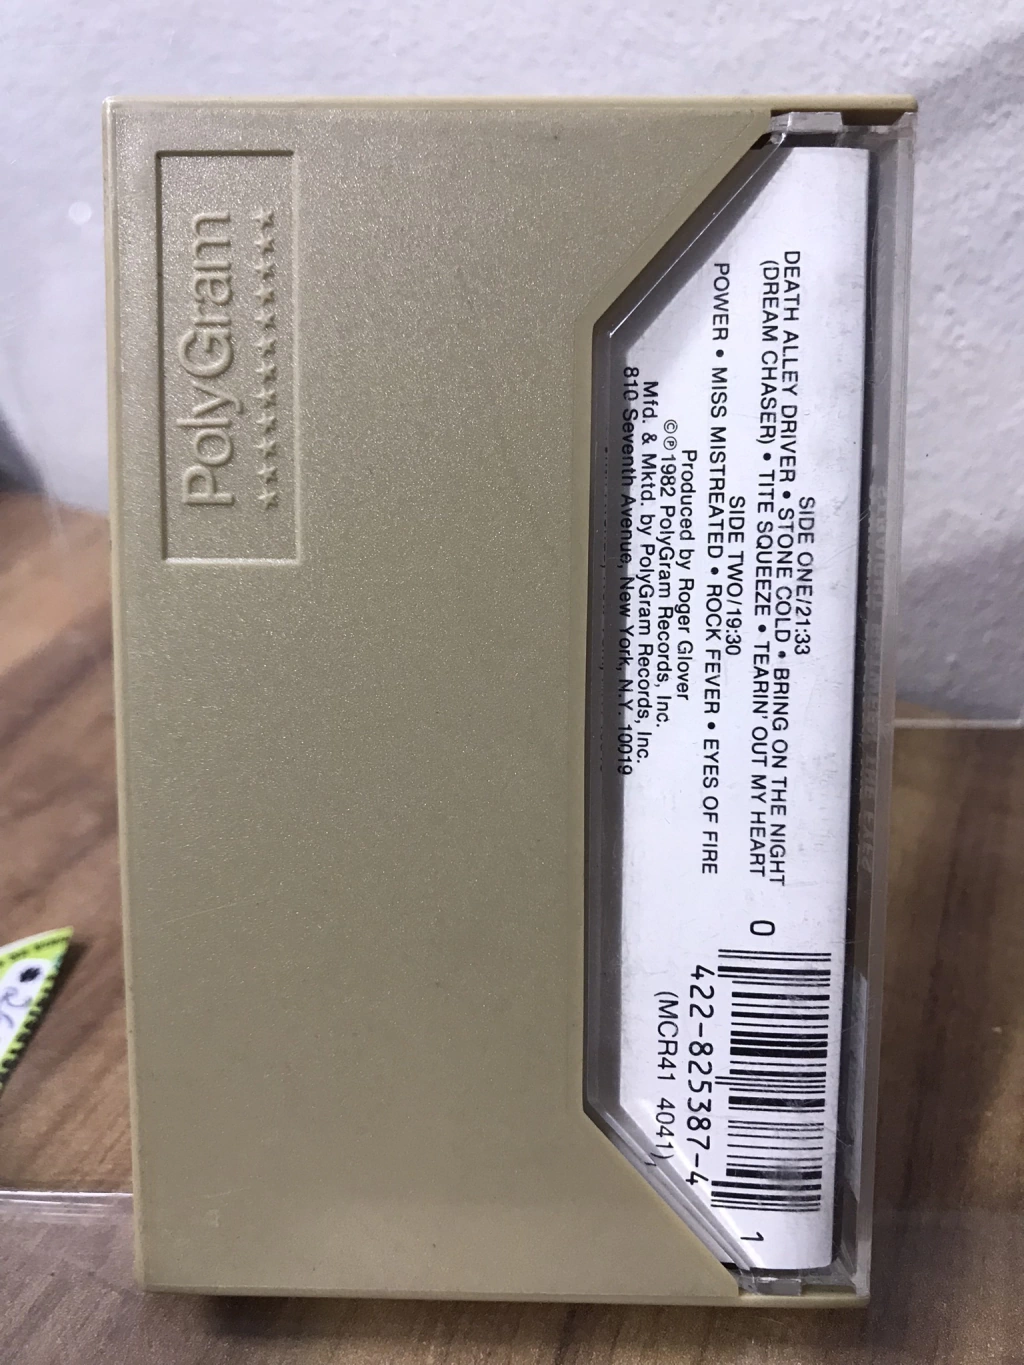 PolyGram
SIDE ONE/21:33
DEATH ALLEY DRIVER • STONE COLD • BRING ON THE NIGHT
(DREAM CHASER) • TITE SQUEEZE • TEARIN' OUT MY HEART
SIDE TWO/19:30
POWER • MISS MISTREATED • ROCK FEVER • EYES OF FIRE
Produced by Roger Glover
©℗ 1982 PolyGram Records, Inc.
Mfd. & Mktd. by PolyGram Records, Inc.
810 Seventh Avenue, New York, N.Y. 10019
0
1
422-825387-4
(MCR41 4041)